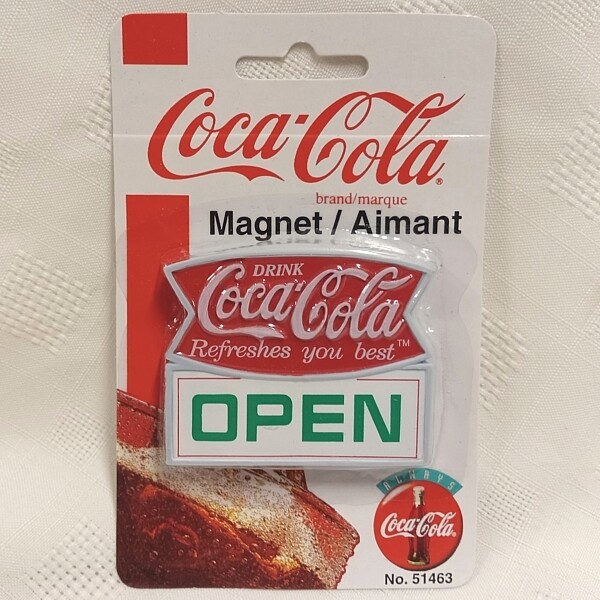 Coca-Cola®
brand/marque
Magnet / Aimant
DRINK
Coca-Cola
Refreshes you best™
OPEN
ALWAYS
Coca-Cola
No. 51463